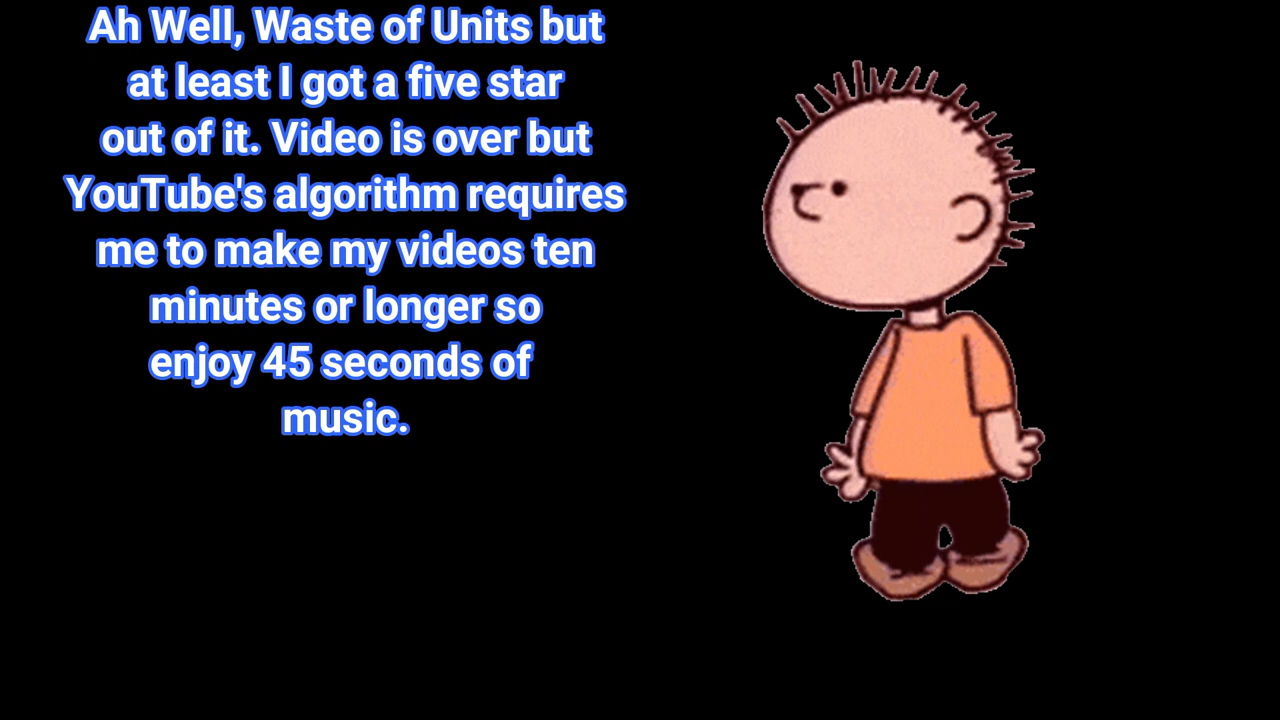 Ah Well, Waste of Units but
at least I got a five star
out of it. Video is over but
YouTube's algorithm requires
me to make my videos ten
minutes or longer so
enjoy 45 seconds of
music.